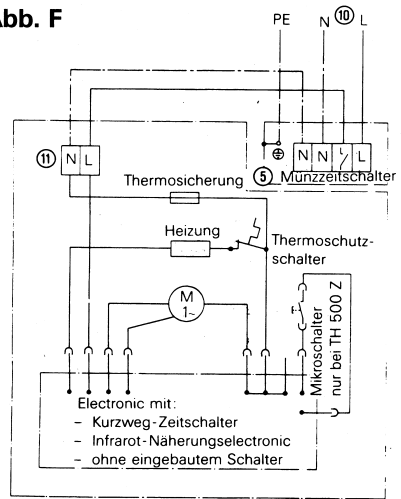 Abb. F
PE N ⑩ L
⑪ N L
N N L
⑤ Münzzeitschalter
Thermosicherung
Heizung
Thermoschutz-
schalter
M
1~
Mikroschalter
nur bei TH 500 Z
Electronic mit:
- Kurzweg-Zeitschalter
- Infrarot-Näherungselectronic
- ohne eingebautem Schalter